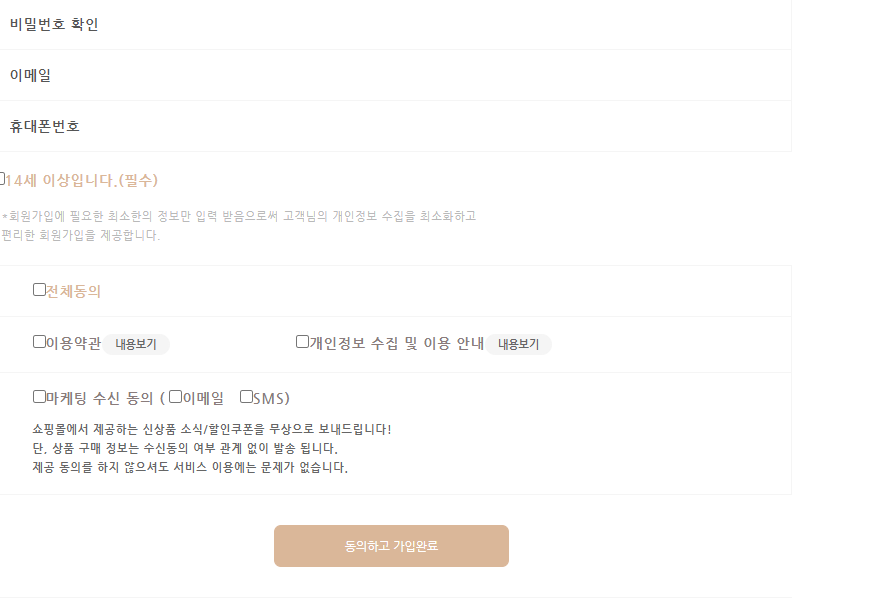 비밀번호 확인
이메일
휴대폰번호
14세 이상입니다.(필수)
*회원가입에 필요한 최소한의 정보만 입력 받음으로써 고객님의 개인정보 수집을 최소화하고
편리한 회원가입을 제공합니다.
전체동의
이용약관 내용보기 개인정보 수집 및 이용 안내 내용보기
마케팅 수신 동의 ( 이메일 SMS)
쇼핑몰에서 제공하는 신상품 소식/할인쿠폰을 무상으로 보내드립니다!
단, 상품 구매 정보는 수신동의 여부 관계 없이 발송 됩니다.
제공 동의를 하지 않으셔도 서비스 이용에는 문제가 없습니다.
동의하고 가입완료